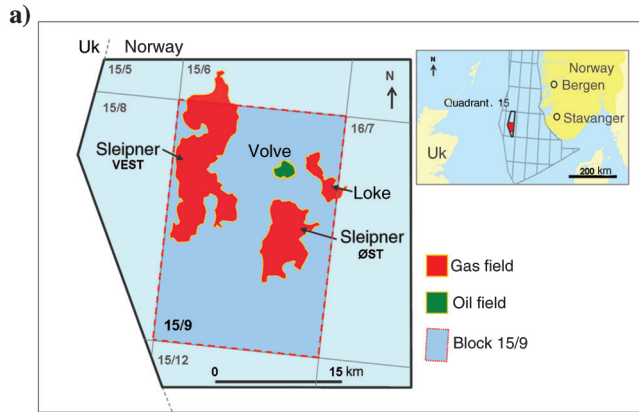 a)
Uk Norway
15/5
15/6
15/8
N
16/7
Sleipner
VEST
Volve
Loke
Sleipner
ØST
15/9
15/12
0
15 km
N
Norway
Bergen
Quadrant. 15
Stavanger
Uk
200 km
Gas field
Oil field
Block 15/9